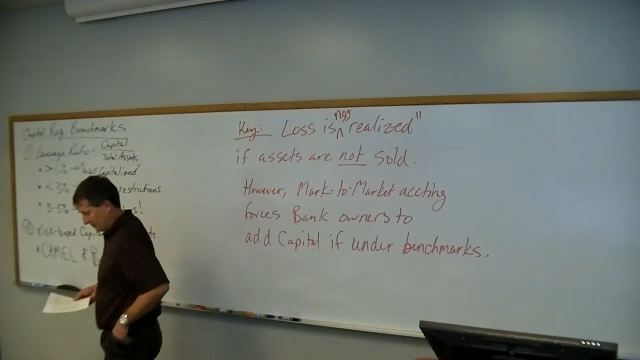 Capital Req. Benchmarks
① Leverage Ratio = Capital
Total Assets
• > 5% → Well Capitalized
• < 3% restrictions
• 3-5% !
② risk-based
• CAMEL &
Key: Loss is not realized"
if assets are not sold.
However, Mark-to-Market accting
forces Bank owners to
add Capital if under benchmarks.